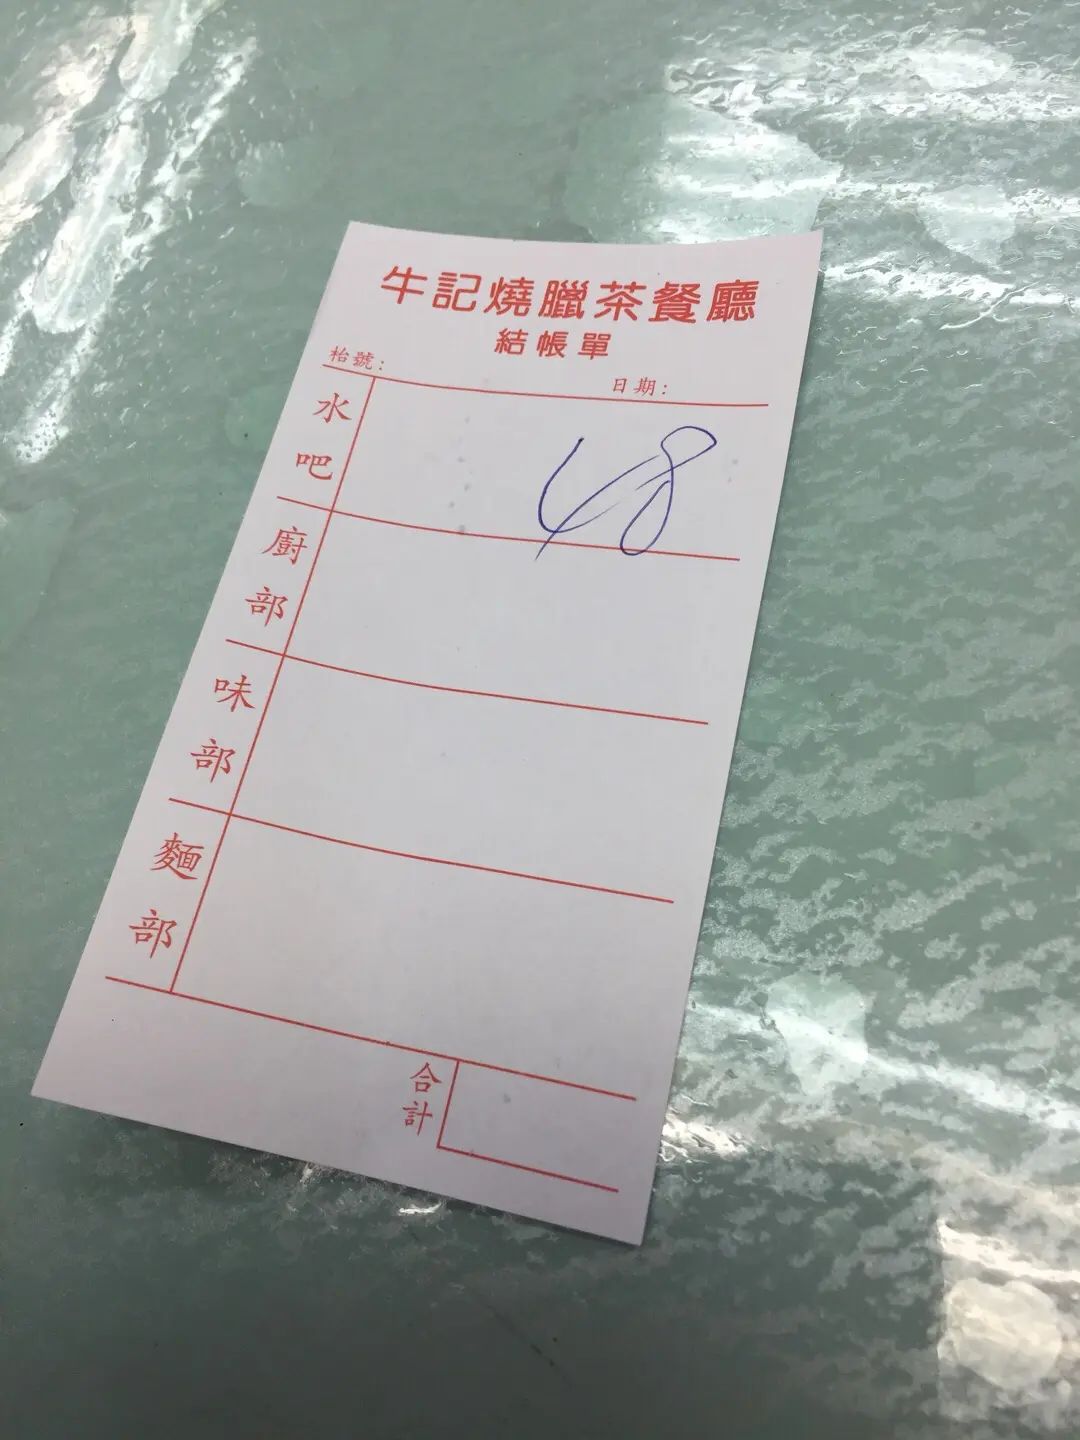 牛記燒臘茶餐廳
結帳單
枱號:
日期:
水吧
48
廚部
味部
麵部
合計